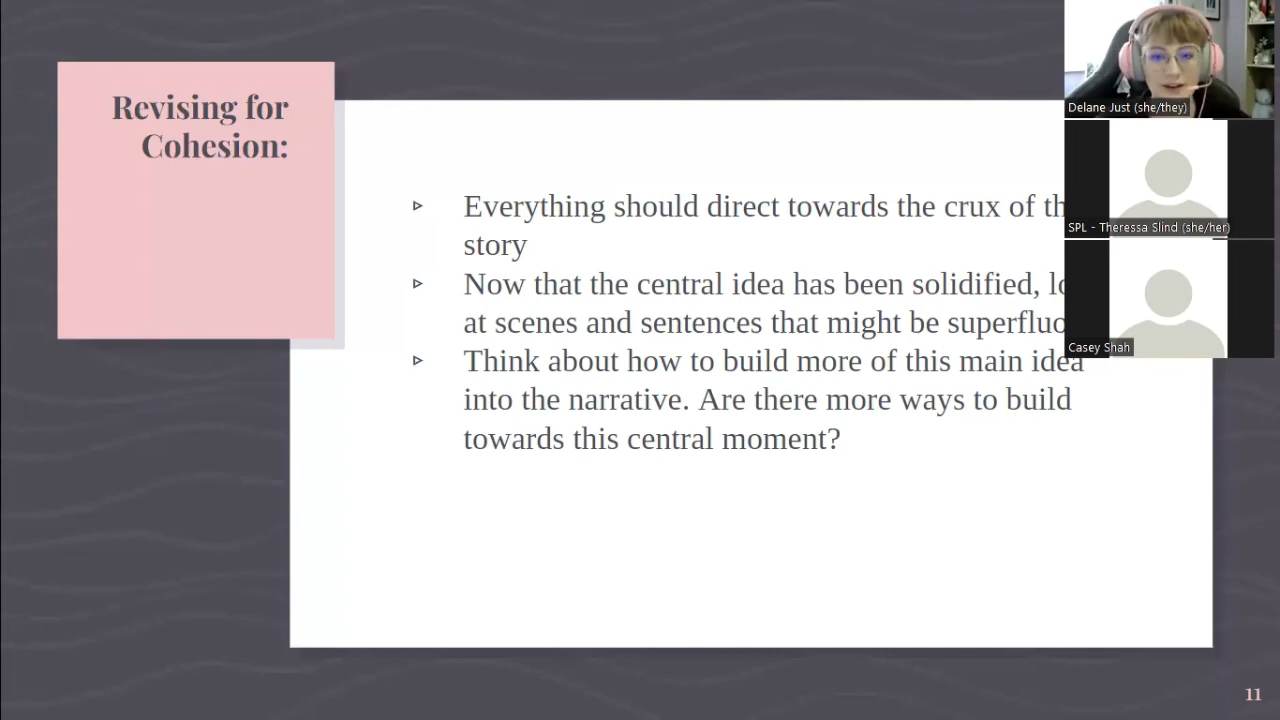 Revising for
Cohesion:
Everything should direct towards the crux of
story
Now that the central idea has been solidified,
at scenes and sentences that might be
Think about how to build more of this main idea
into the narrative. Are there more ways to build
towards this central moment?
Delane Just (she/they)
SPL - Theressa Slind (she/her)
Casey Shah
11